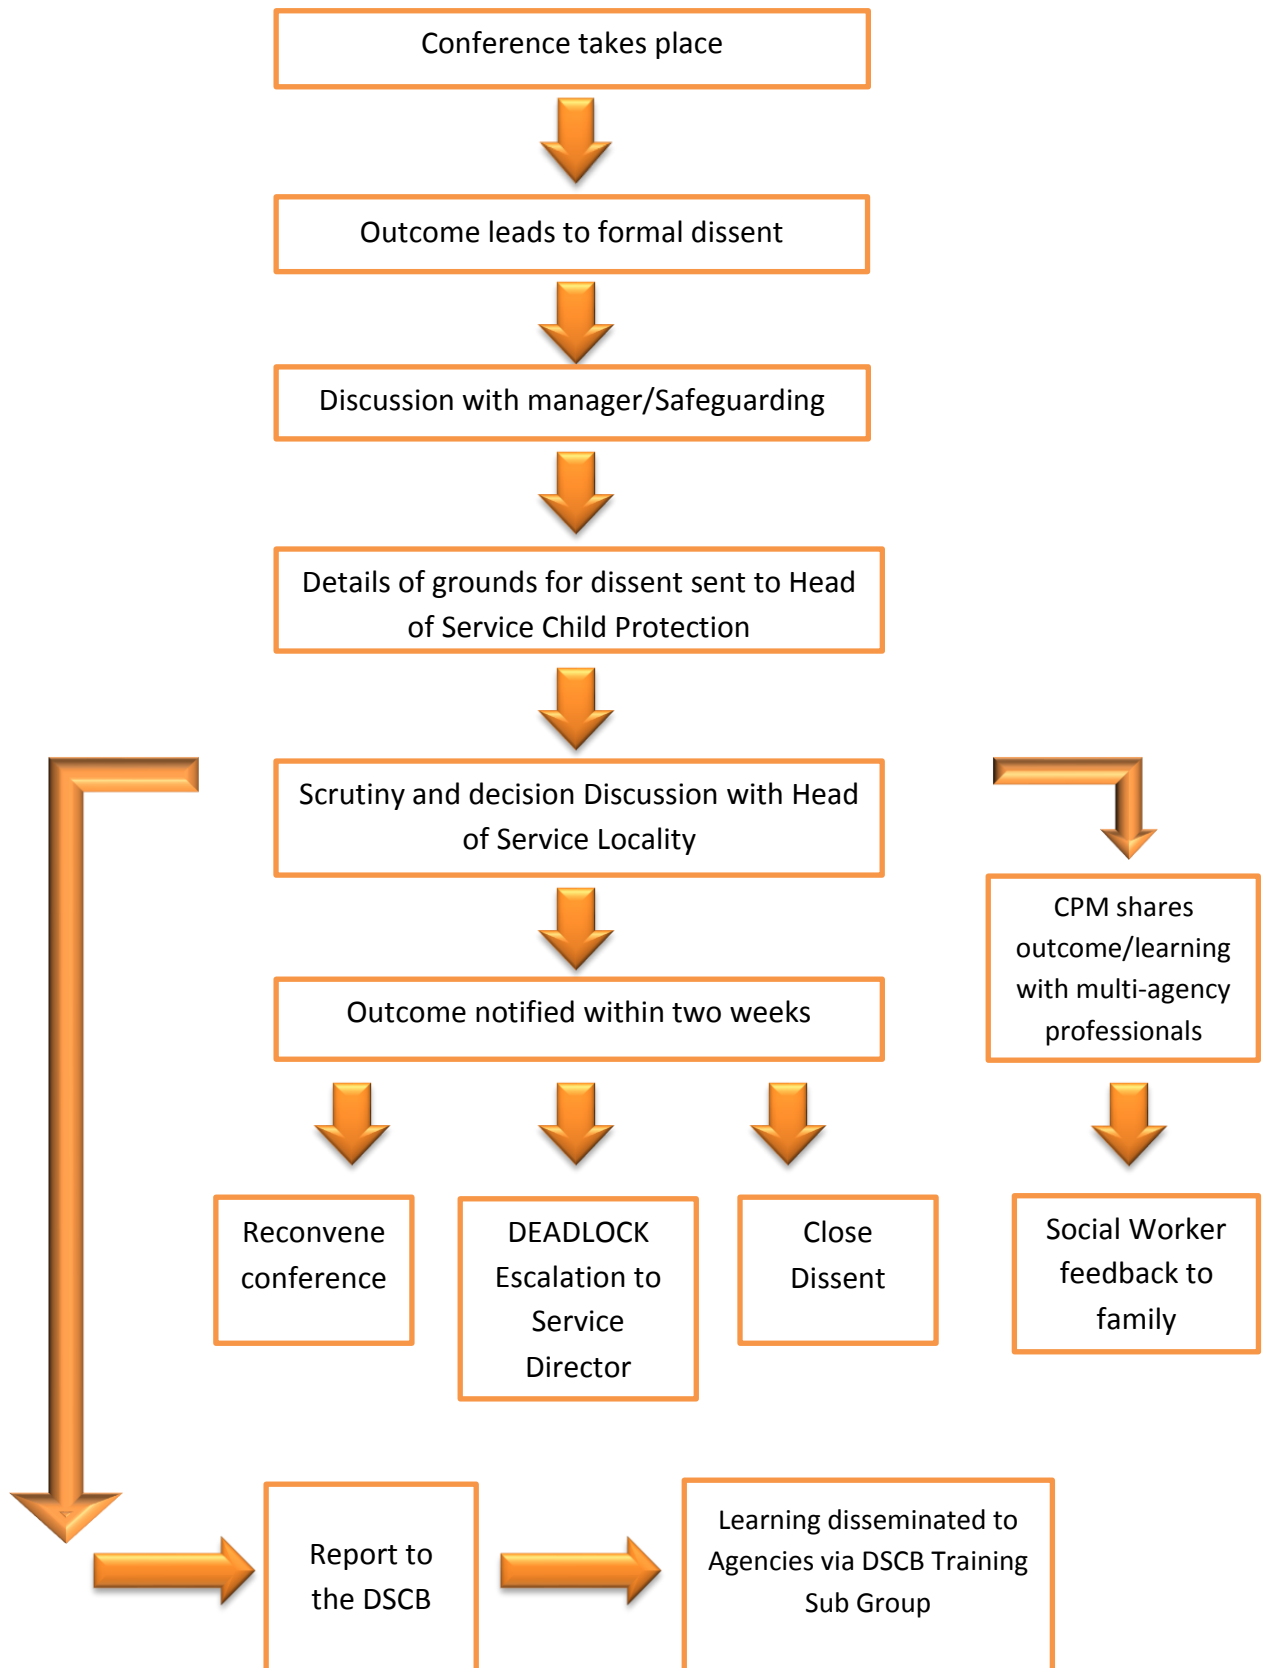 Conference takes place
Outcome leads to formal dissent
Discussion with manager/Safeguarding
Details of grounds for dissent sent to Head
of Service Child Protection
Scrutiny and decision Discussion with Head
of Service Locality
CPM shares
outcome/learning
with multi-agency
professionals
Outcome notified within two weeks
Reconvene
conference
DEADLOCK
Escalation to
Service
Director
Close
Dissent
Social Worker
feedback to
family
Report to
the DSCB
Learning disseminated to
Agencies via DSCB Training
Sub Group